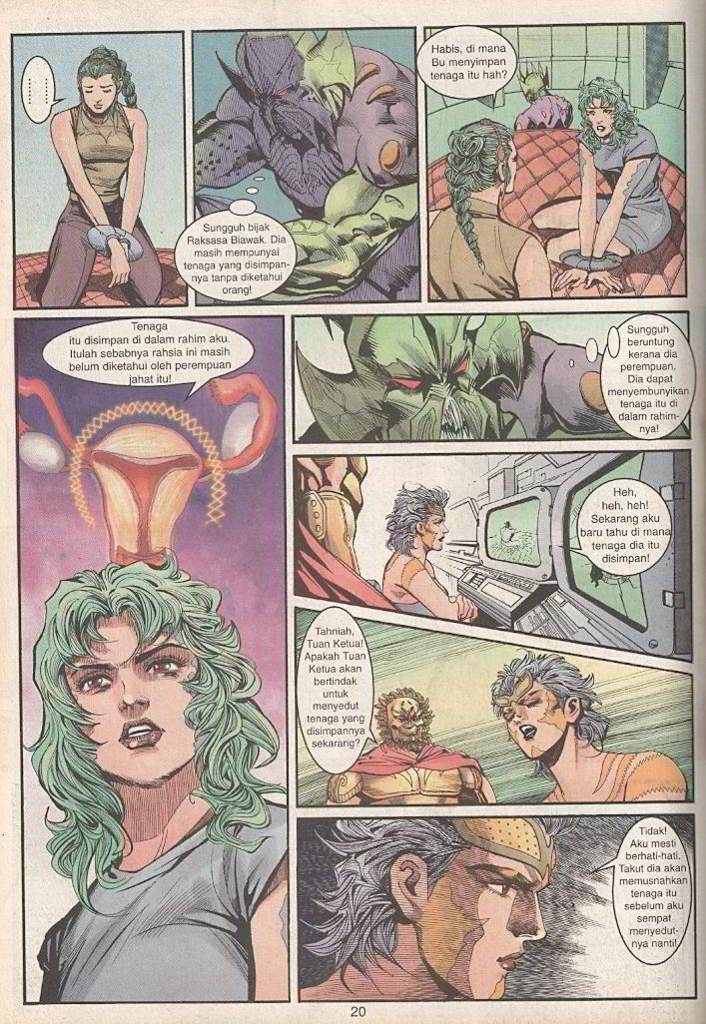 Sungguh bijak
Raksasa Biawak. Dia
masih mempunyai
tenaga yang disimpan-
nya tanpa diketahui
orang!
Habis, di mana
Bu menyimpan
tenaga itu hah?
Tenaga
itu disimpan di dalam rahim aku.
Itulah sebabnya rahsia ini masih
belum diketahui oleh perempuan
jahat itu!
Sungguh
beruntung
kerana dia
perempuan.
Dia dapat
menyembunyikan
tenaga itu di
dalam rahim-
nya!
Heh,
heh, heh!
Sekarang aku
baru tahu di mana
tenaga dia itu
disimpan!
Tahniah,
Tuan Ketua!
Apakah Tuan
Ketua akan
bertindak
untuk
menyedut
tenaga yang
disimpannya
sekarang?
Tidak!
Aku mesti
berhati-hati.
Takut dia akan
memusnahkan
tenaga itu
sebelum aku
sempat
menyedut-
nya nanti!
20